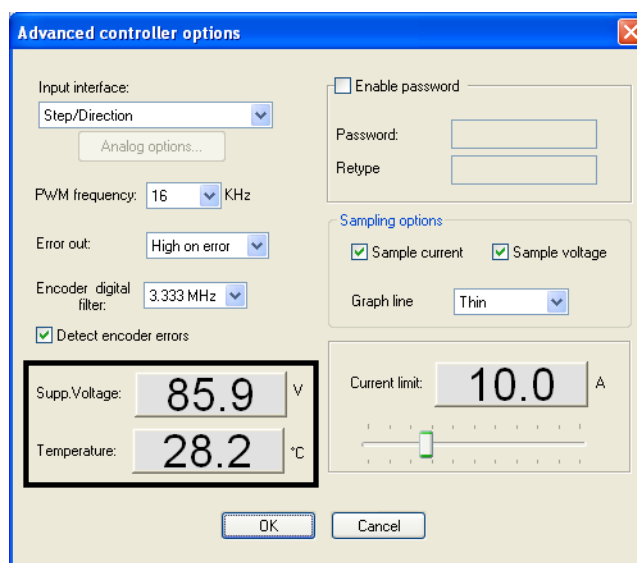 Advanced controller options
Input interface:
Step/Direction
Analog options...
PWM frequency: 16 KHz
Error out: High on error
Encoder digital
filter: 3.333 MHz
Detect encoder errors
Supp.Voltage: 85.9 V
Temperature: 28.2 °C
Enable password
Password:
Retype
Sampling options
Sample current Sample voltage
Graph line Thin
Current limit: 10.0 A
OK Cancel